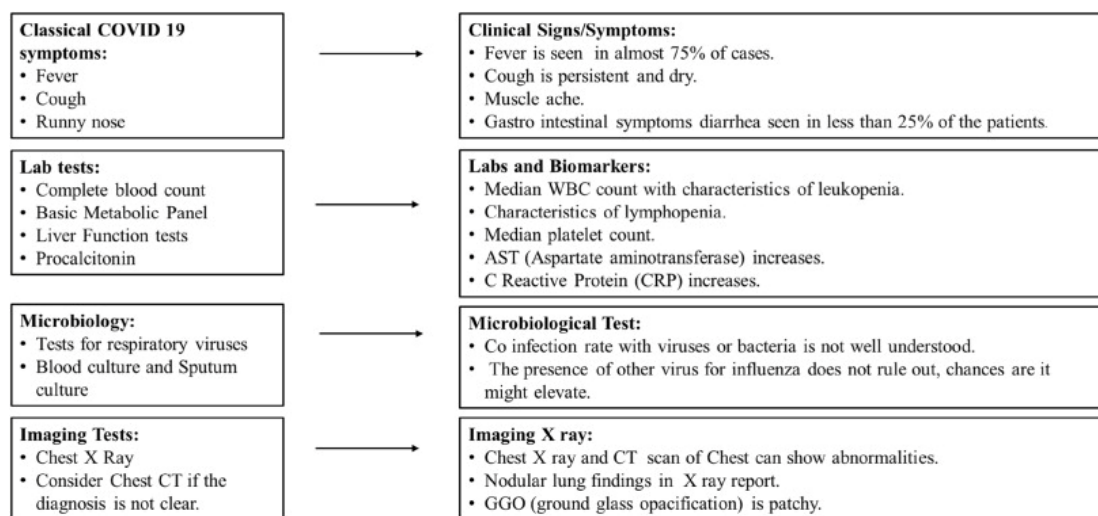 Classical COVID 19
symptoms:
• Fever
• Cough
• Runny nose
Clinical Signs/Symptoms:
• Fever is seen in almost 75% of cases.
• Cough is persistent and dry.
• Muscle ache.
• Gastro intestinal symptoms diarrhea seen in less than 25% of the patients.
Lab tests:
• Complete blood count
• Basic Metabolic Panel
• Liver Function tests
• Procalcitonin
Labs and Biomarkers:
• Median WBC count with characteristics of leukopenia.
• Characteristics of lymphopenia.
• Median platelet count.
• AST (Aspartate aminotransferase) increases.
• C Reactive Protein (CRP) increases.
Microbiology:
• Tests for respiratory viruses
• Blood culture and Sputum
culture
Microbiological Test:
• Co infection rate with viruses or bacteria is not well understood.
• The presence of other virus for influenza does not rule out, chances are it
might elevate.
Imaging Tests:
• Chest X Ray
• Consider Chest CT if the
diagnosis is not clear.
Imaging X ray:
• Chest X ray and CT scan of Chest can show abnormalities.
• Nodular lung findings in X ray report.
• GGO (ground glass opacification) is patchy.